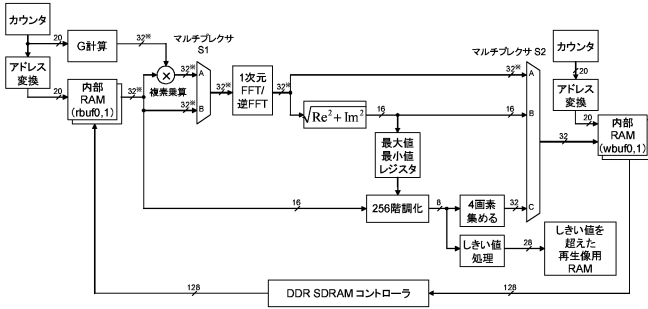 カウンタ
20
G計算
32※
アドレス
変換
20
内部
RAM
(rbuf0,1)
32※
複素乗算
32※
32※
マルチプレクサ
S1
A
B
32※
1次元
FFT/
逆FFT
32※
√Re²+Im²
16
最大値
最小値
レジスタ
16
256階調化
8
4画素
集める
32
しきい値
処理
28
しきい値を
超えた
再生像用
RAM
マルチプレクサ S2
32※
A
16
B
C
32
カウンタ
20
アドレス
変換
20
内部
RAM
(wbuf0,1)
128
DDR SDRAM コントローラ
128